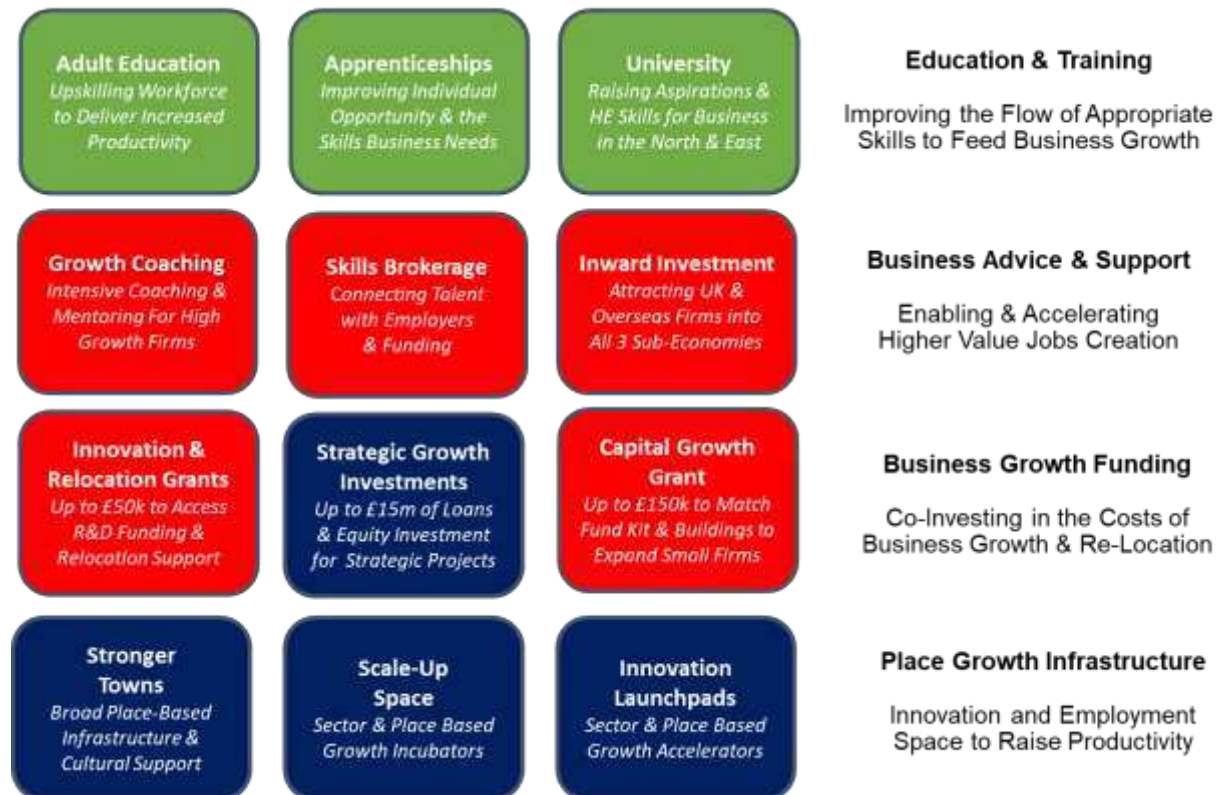 Adult Education
Upskilling Workforce
to Deliver Increased
Productivity
Apprenticeships
Improving Individual
Opportunity & the
Skills Business Needs
University
Raising Aspirations &
HE Skills for Business
in the North & East
Education & Training
Improving the Flow of Appropriate
Skills to Feed Business Growth
Growth Coaching
Intensive Coaching &
Mentoring For High
Growth Firms
Skills Brokerage
Connecting Talent
with Employers
& Funding
Inward Investment
Attracting UK &
Overseas Firms into
All 3 Sub-Economies
Business Advice & Support
Enabling & Accelerating
Higher Value Jobs Creation
Innovation &
Relocation Grants
Up to £50k to Access
R&D Funding &
Relocation Support
Strategic Growth
Investments
Up to £15m of Loans
& Equity Investment
for Strategic Projects
Capital Growth
Grant
Up to £150k to Match
Fund Kit & Buildings to
Expand Small Firms
Business Growth Funding
Co-Investing in the Costs of
Business Growth & Re-Location
Stronger
Towns
Broad Place-Based
Infrastructure &
Cultural Support
Scale-Up
Space
Sector & Place Based
Growth Incubators
Innovation
Launchpads
Sector & Place Based
Growth Accelerators
Place Growth Infrastructure
Innovation and Employment
Space to Raise Productivity